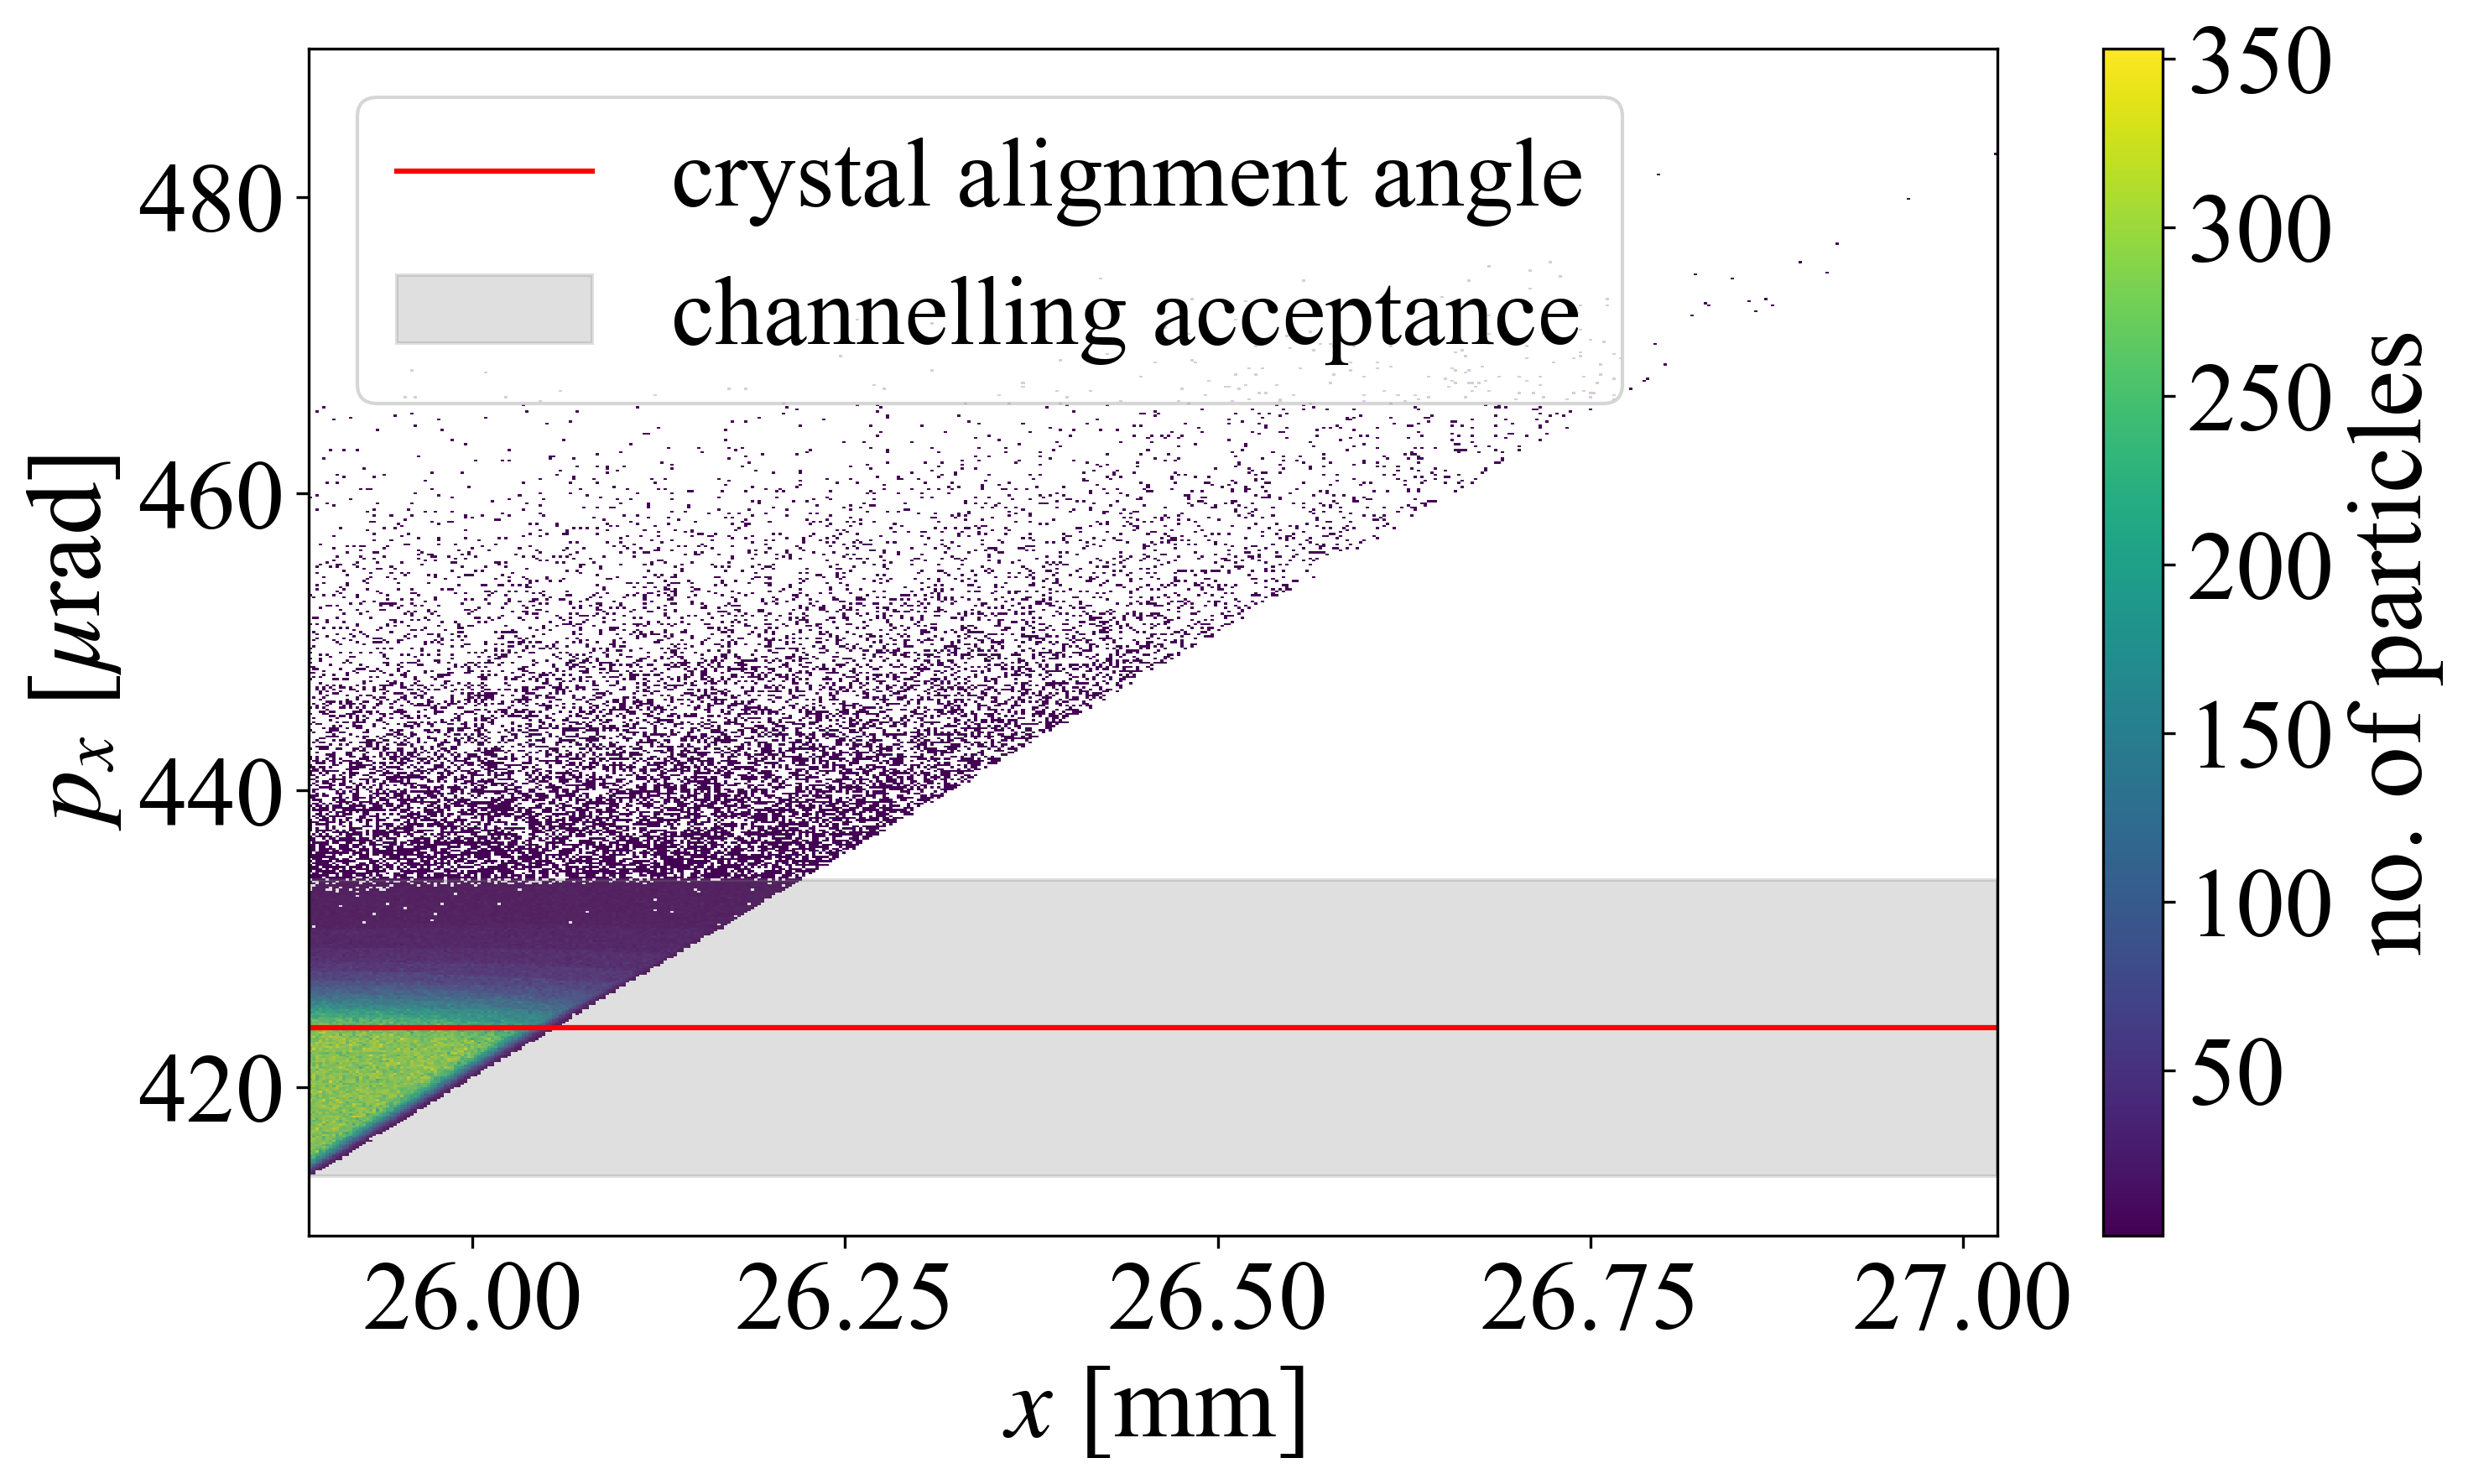 crystal alignment angle
channelling acceptance
480
460
440
420
p_x [μrad]
26.00 26.25 26.50 26.75 27.00
x [mm]
350
300
250
200
150
100
50
no. of particles